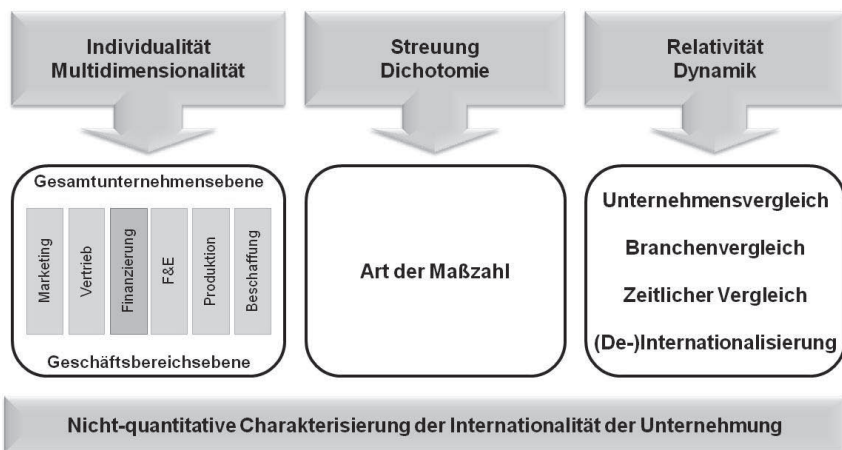 Individualität
Multidimensionalität
Streuung
Dichotomie
Relativität
Dynamik
Gesamtunternehmensebene
Marketing
Vertrieb
Finanzierung
F&E
Produktion
Beschaffung
Geschäftsbereichsebene
Art der Maßzahl
Unternehmensvergleich
Branchenvergleich
Zeitlicher Vergleich
(De-)Internationalisierung
Nicht-quantitative Charakterisierung der Internationalität der Unternehmung